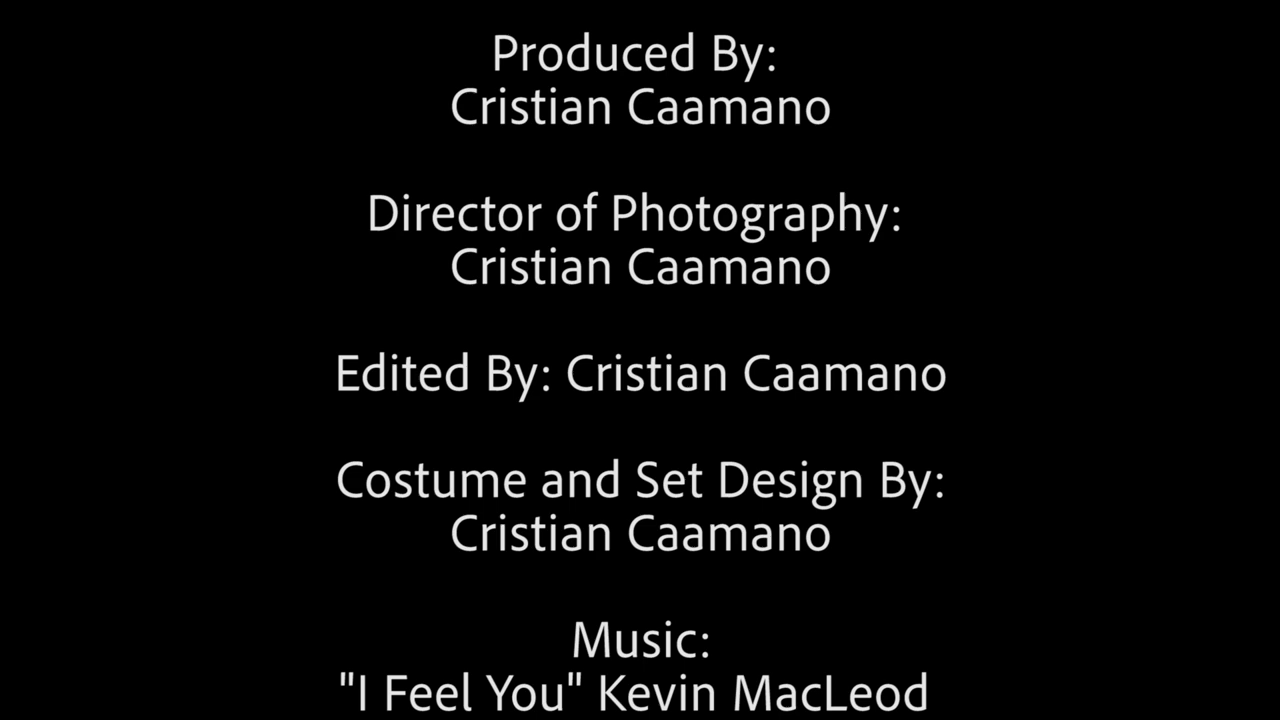 Produced By:
Cristian Caamano
Director of Photography:
Cristian Caamano
Edited By: Cristian Caamano
Costume and Set Design By:
Cristian Caamano
Music:
"I Feel You" Kevin MacLeod